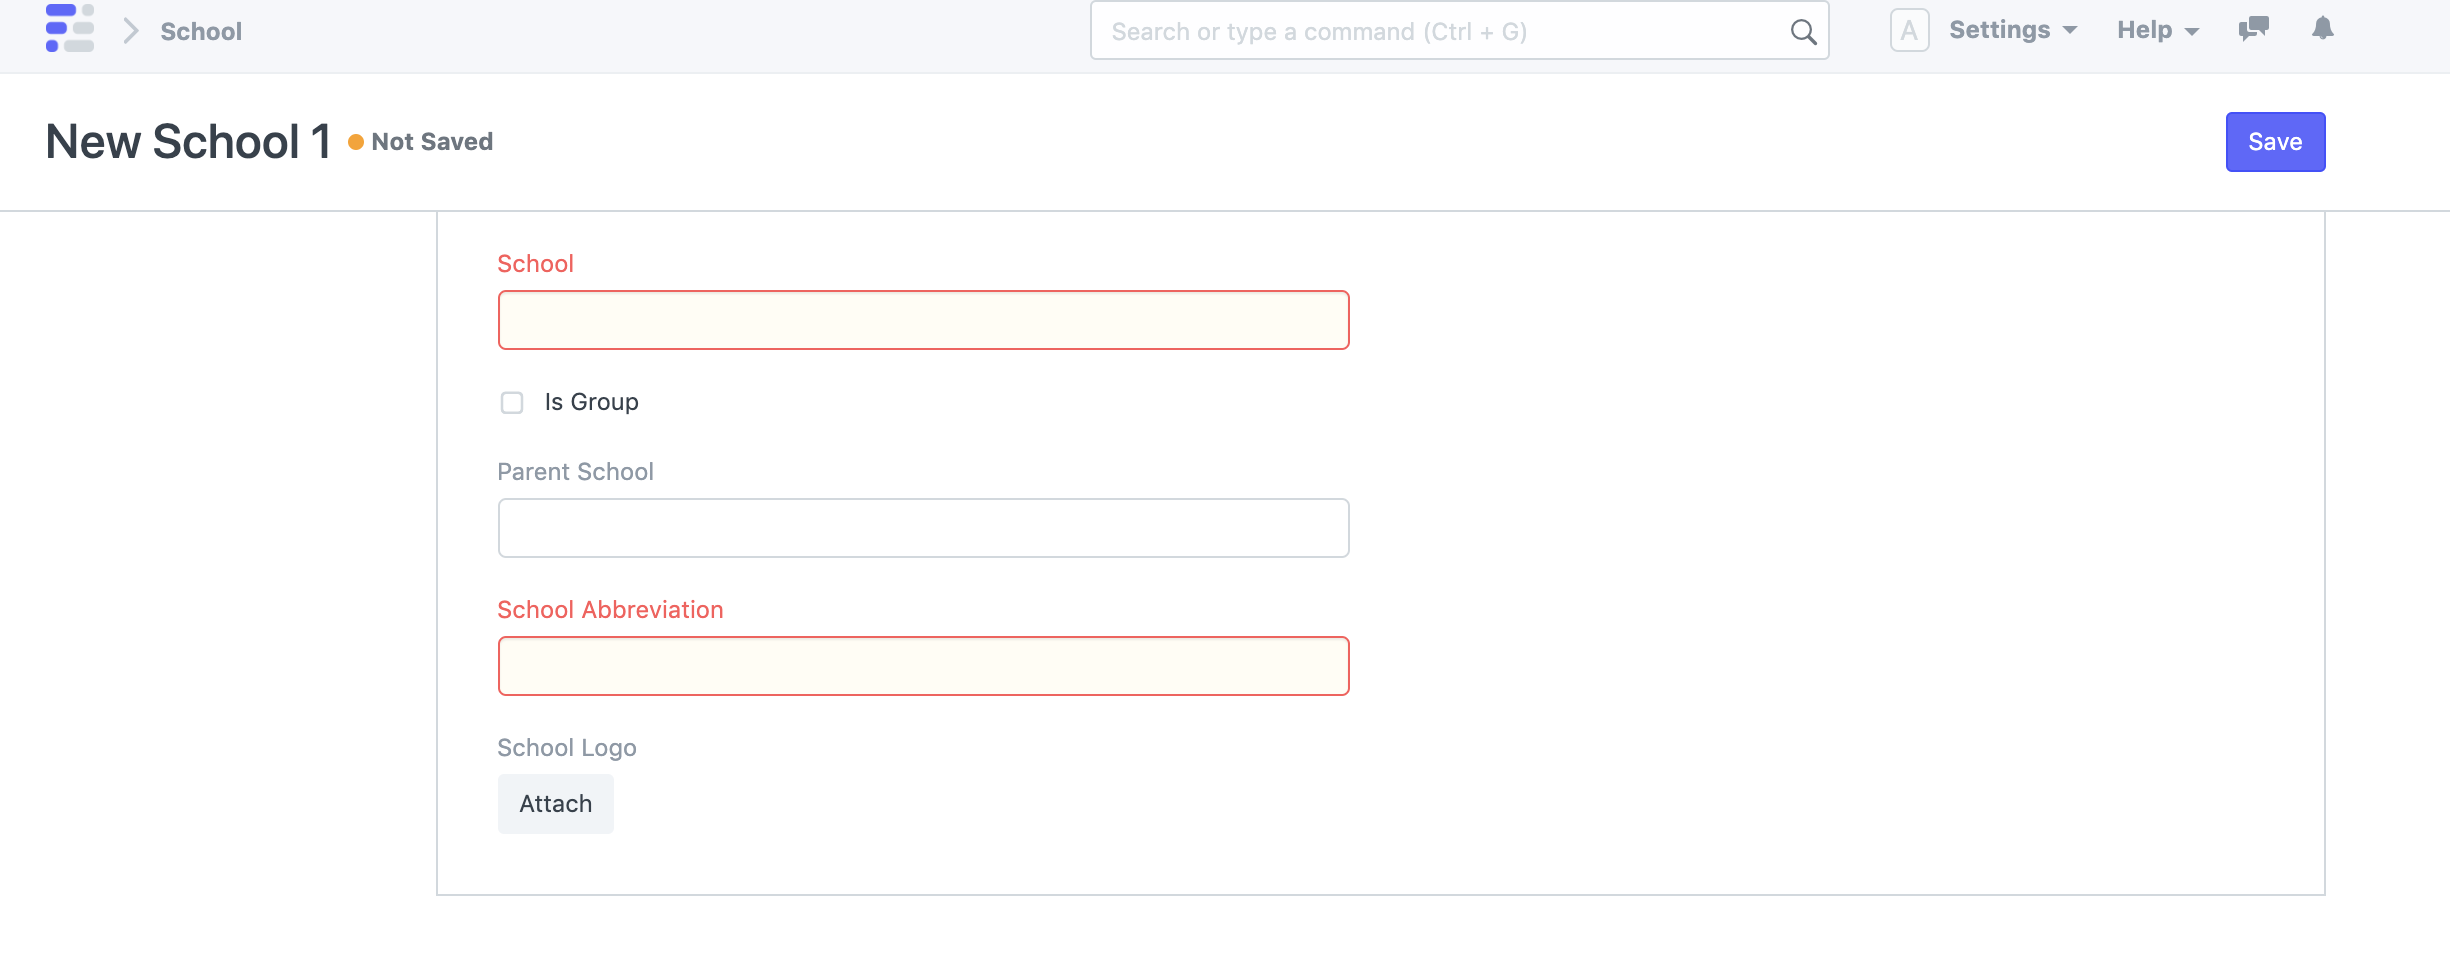 School
Search or type a command (Ctrl + G)
A
Settings
Help
New School 1
Not Saved
Save
School
Is Group
Parent School
School Abbreviation
School Logo
Attach